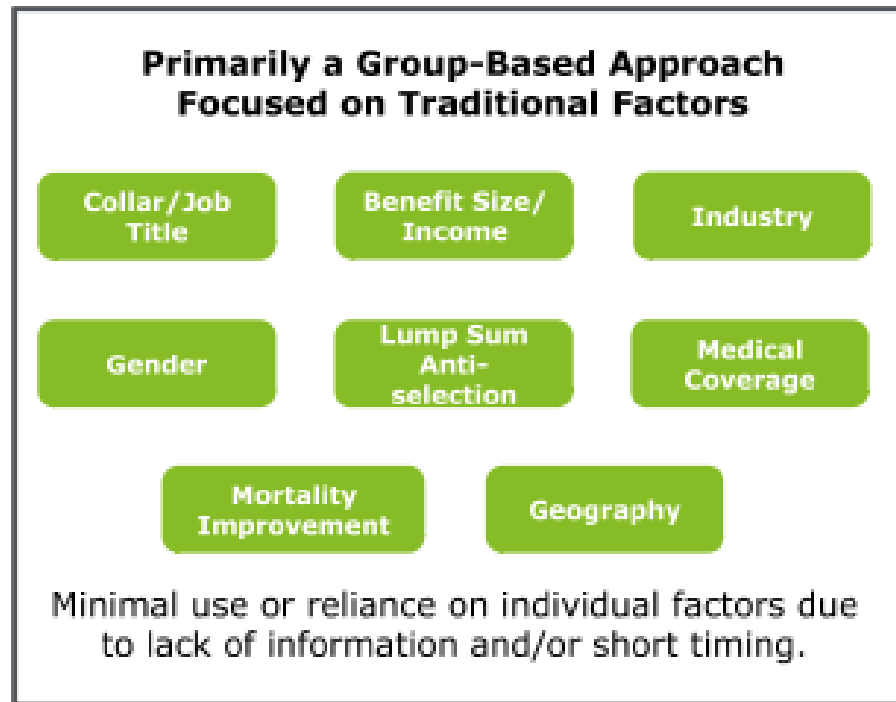 Primarily a Group-Based Approach
Focused on Traditional Factors
Collar/Job
Title
Benefit Size/
Income
Industry
Gender
Lump Sum
Anti-
selection
Medical
Coverage
Mortality
Improvement
Geography
Minimal use or reliance on individual factors due
to lack of information and/or short timing.